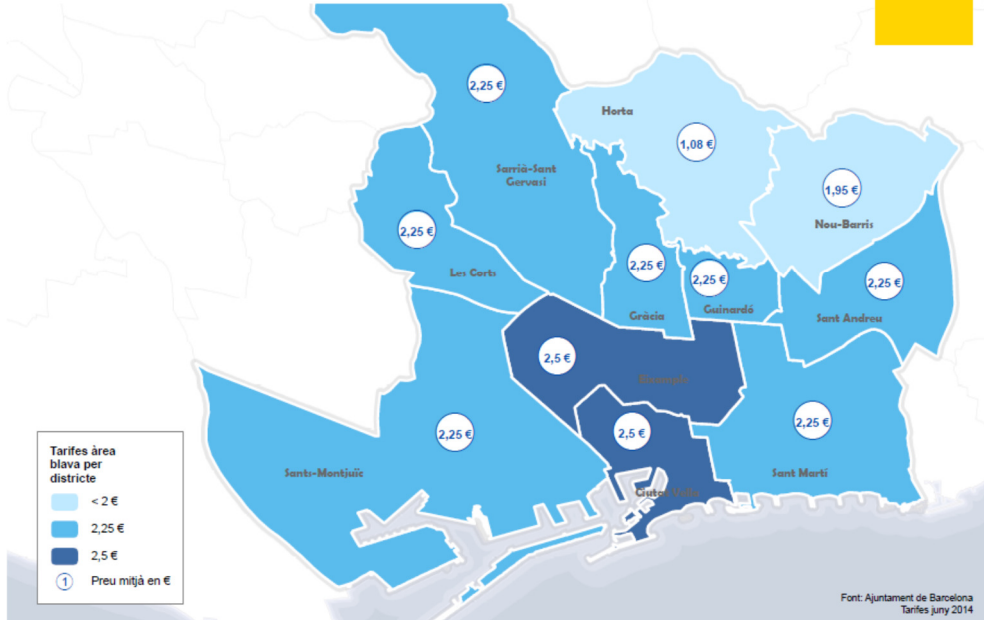 2,25 €
Horta
1,08 €
Sarrià-Sant
Gervasi
1,95 €
Nou-Barris
2,25 €
Les Corts
2,25 €
2,25 €
2,25 €
Gràcia
Guinardó
Sant Andreu
2,5 €
Eixample
2,25 €
2,5 €
2,25 €
Sants-Montjuïc
Sant Martí
Ciutat Vella
Tarifes àrea
blava per
districte
< 2 €
2,25 €
2,5 €
1 Preu mitjà en €
Font: Ajuntament de Barcelona
Tarifes juny 2014